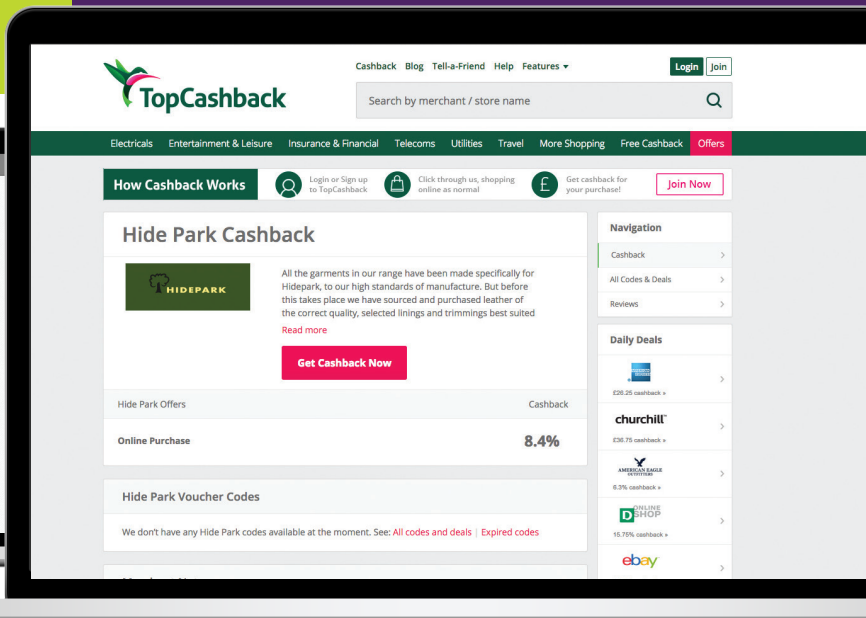 Cashback Blog Tell-a-Friend Help Features
Login Join
TopCashback
Search by merchant / store name
Electricals Entertainment & Leisure Insurance & Financial Telecoms Utilities Travel More Shopping Free Cashback Offers
How Cashback Works
Login or Sign up
to TopCashback
Click through us, shopping
online as normal
£
Get cashback for
your purchase!
Join Now
Hide Park Cashback
HIDEPARK
All the garments in our range have been made specifically for
Hidepark, to our high standards of manufacture. But before
this takes place we have sourced and purchased leather of
the correct quality, selected linings and trimmings best suited
Read more
Get Cashback Now
Hide Park Offers Cashback
Online Purchase 8.4%
Hide Park Voucher Codes
We don't have any Hide Park codes available at the moment. See: All codes and deals | Expired codes
Navigation
Cashback
All Codes & Deals
Reviews
Daily Deals
£26.25 cashback »
churchill
£36.75 cashback »
AMERICAN EAGLE
OUTFITTERS
6.3% cashback »
D ONLINE
SHOP
15.75% cashback »
ebay